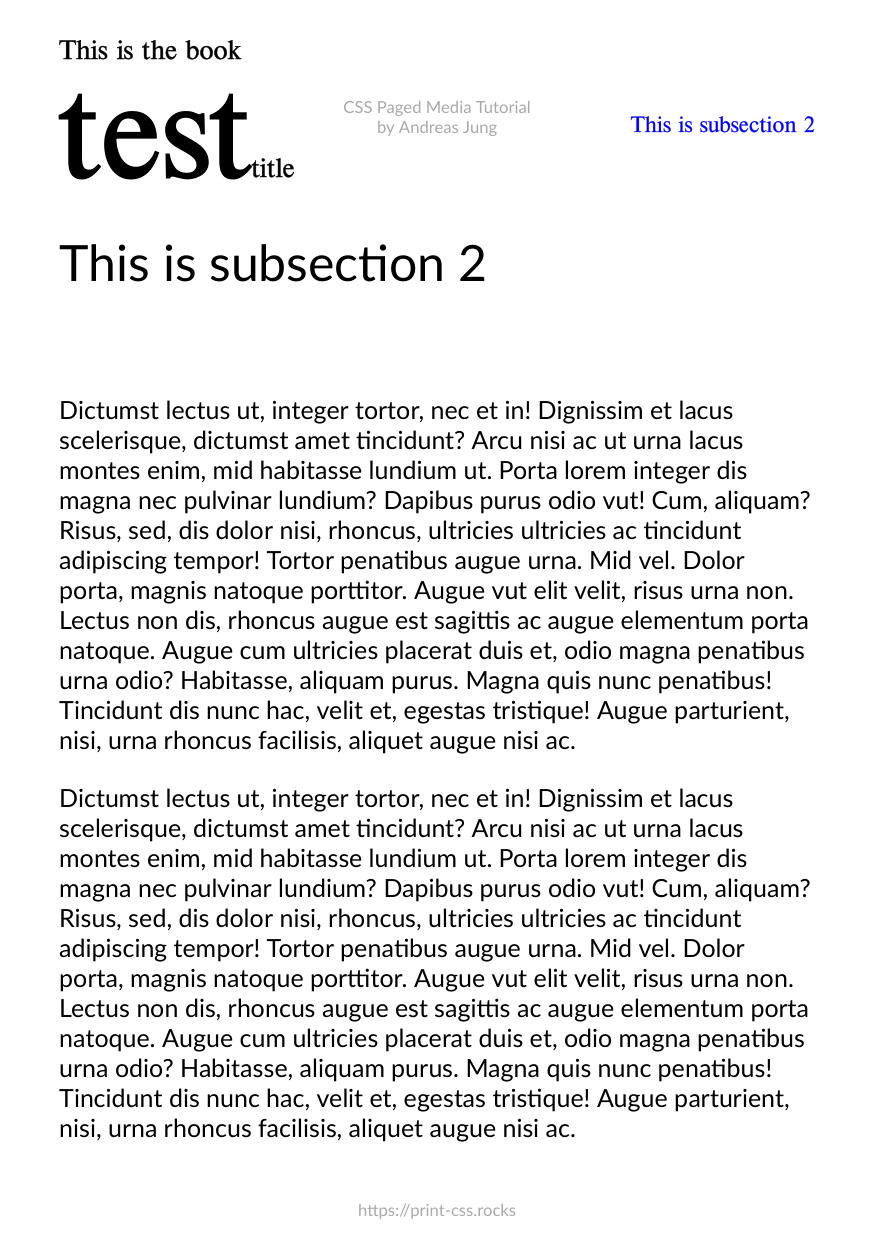 This is the book
testtitle
CSS Paged Media Tutorial
by Andreas Jung
This is subsection 2
This is subsection 2
Dictumst lectus ut, integer tortor, nec et in! Dignissim et lacus
scelerisque, dictumst amet tincidunt? Arcu nisi ac ut urna lacus
montes enim, mid habitasse lundium ut. Porta lorem integer dis
magna nec pulvinar lundium? Dapibus purus odio vut! Cum, aliquam?
Risus, sed, dis dolor nisi, rhoncus, ultricies ultricies ac tincidunt
adipiscing tempor! Tortor penatibus augue urna. Mid vel. Dolor
porta, magnis natoque porttitor. Augue vut elit velit, risus urna non.
Lectus non dis, rhoncus augue est sagittis ac augue elementum porta
natoque. Augue cum ultricies placerat duis et, odio magna penatibus
urna odio? Habitasse, aliquam purus. Magna quis nunc penatibus!
Tincidunt dis nunc hac, velit et, egestas tristique! Augue parturient,
nisi, urna rhoncus facilisis, aliquet augue nisi ac.
Dictumst lectus ut, integer tortor, nec et in! Dignissim et lacus
scelerisque, dictumst amet tincidunt? Arcu nisi ac ut urna lacus
montes enim, mid habitasse lundium ut. Porta lorem integer dis
magna nec pulvinar lundium? Dapibus purus odio vut! Cum, aliquam?
Risus, sed, dis dolor nisi, rhoncus, ultricies ultricies ac tincidunt
adipiscing tempor! Tortor penatibus augue urna. Mid vel. Dolor
porta, magnis natoque porttitor. Augue vut elit velit, risus urna non.
Lectus non dis, rhoncus augue est sagittis ac augue elementum porta
natoque. Augue cum ultricies placerat duis et, odio magna penatibus
urna odio? Habitasse, aliquam purus. Magna quis nunc penatibus!
Tincidunt dis nunc hac, velit et, egestas tristique! Augue parturient,
nisi, urna rhoncus facilisis, aliquet augue nisi ac.
https://print-css.rocks